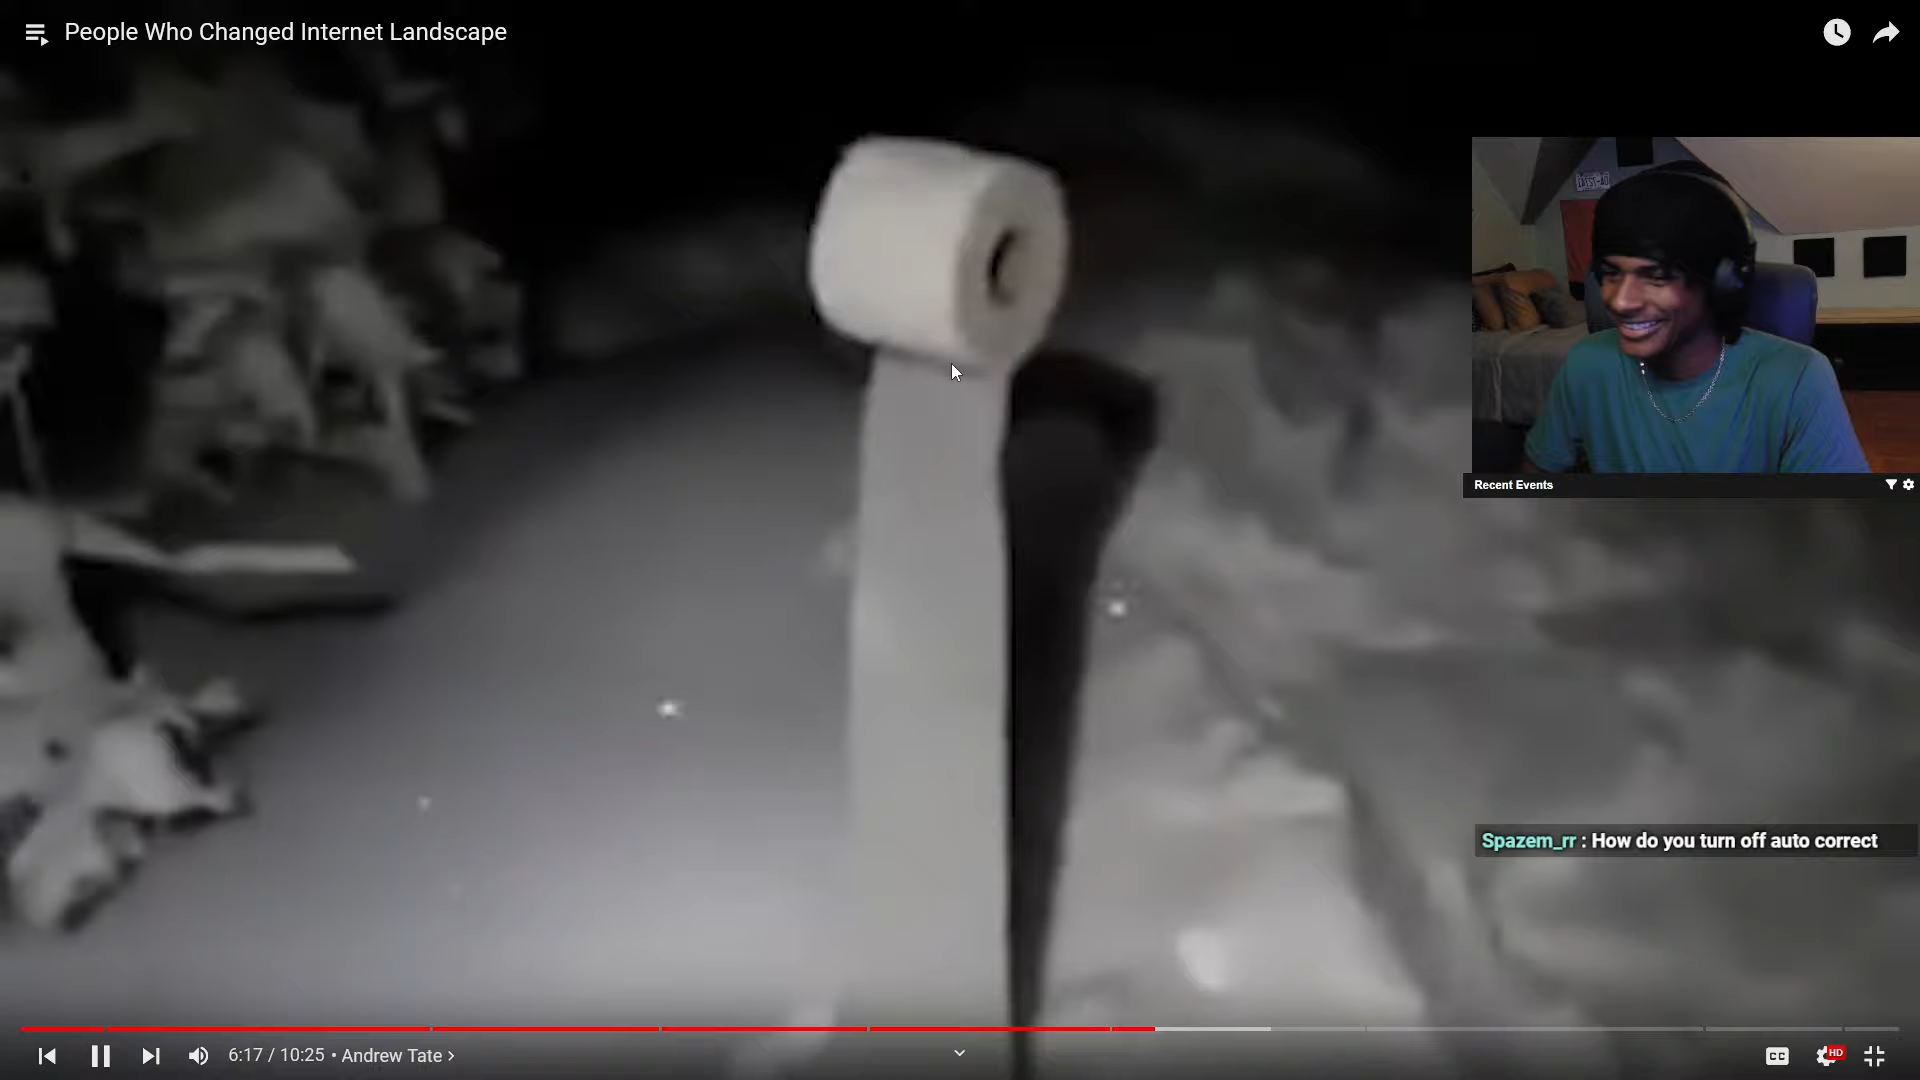 People Who Changed Internet Landscape
Recent Events
Spazem_rr : How do you turn off auto correct
6:17 / 10:25 • Andrew Tate ›
CC
HD